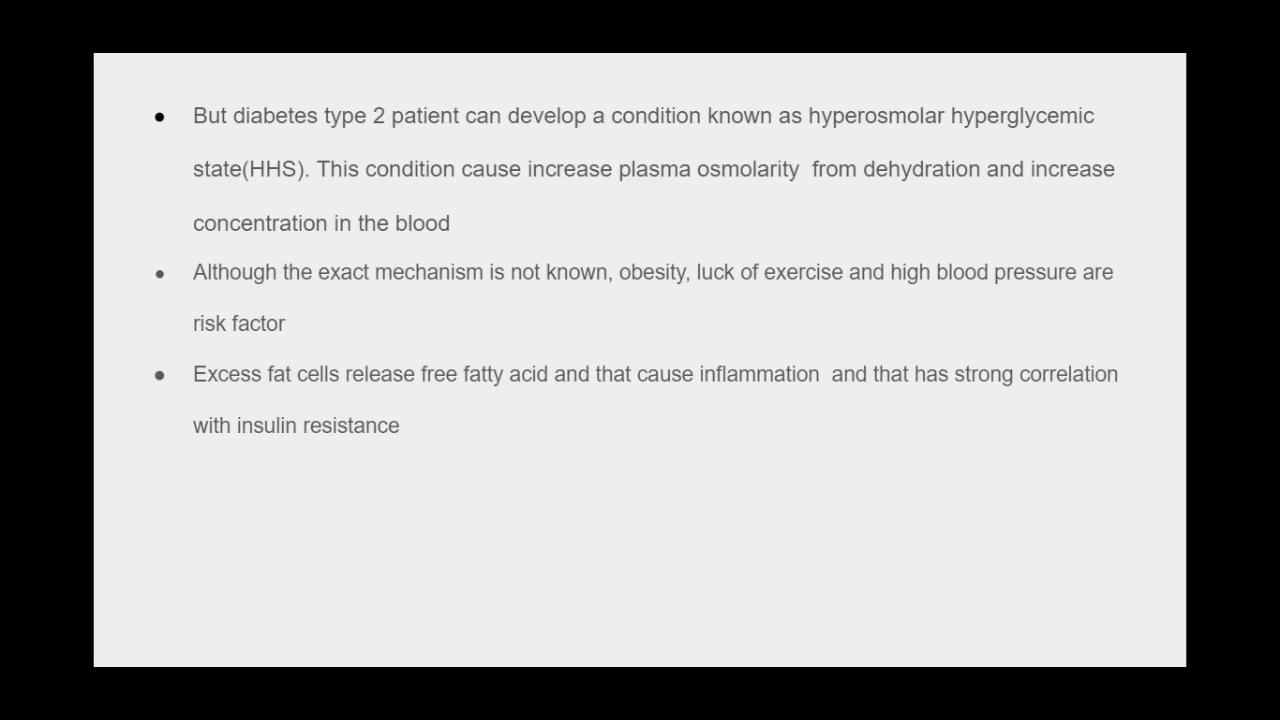 But diabetes type 2 patient can develop a condition known as hyperosmolar hyperglycemic
state(HHS). This condition cause increase plasma osmolarity  from dehydration and increase
concentration in the blood
Although the exact mechanism is not known, obesity, luck of exercise and high blood pressure are
risk factor
Excess fat cells release free fatty acid and that cause inflammation  and that has strong correlation
with insulin resistance